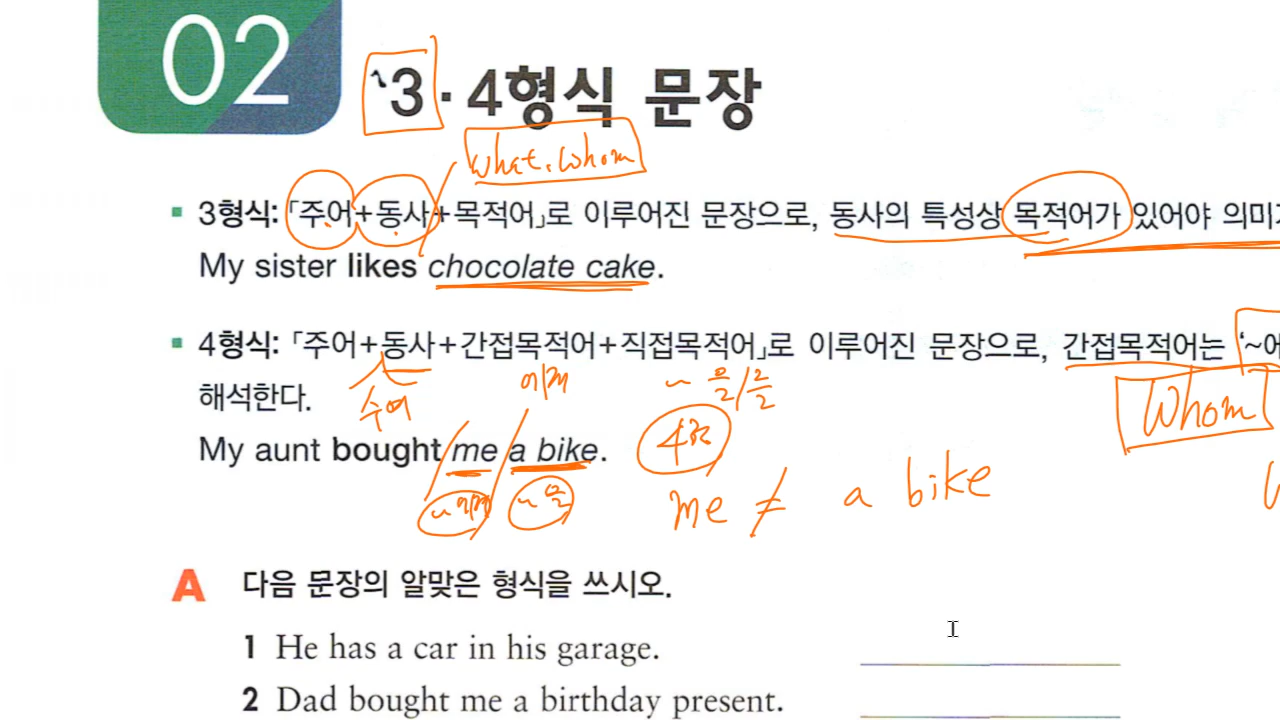 02
3·4형식 문장
what, whom
3형식: 「주어+동사+목적어」로 이루어진 문장으로, 동사의 특성상 목적어가 있어야 의미가
My sister likes chocolate cake.
4형식: 「주어+동사+간접목적어+직접목적어」로 이루어진 문장으로, 간접목적어는 '~에
에게 ~을/를
해석한다. 수여
Whom
My aunt bought me a bike. 4형
~에게 ~을 me ≠ a bike
A 다음 문장의 알맞은 형식을 쓰시오.
1 He has a car in his garage.
2 Dad bought me a birthday present.